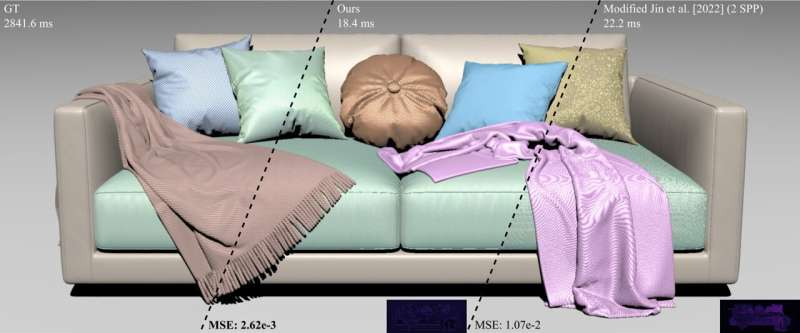 GT
2841.6 ms
Ours
18.4 ms
Modified Jin et al. [2022] (2 SPP)
22.2 ms
MSE: 2.62e-3
MSE: 1.07e-2